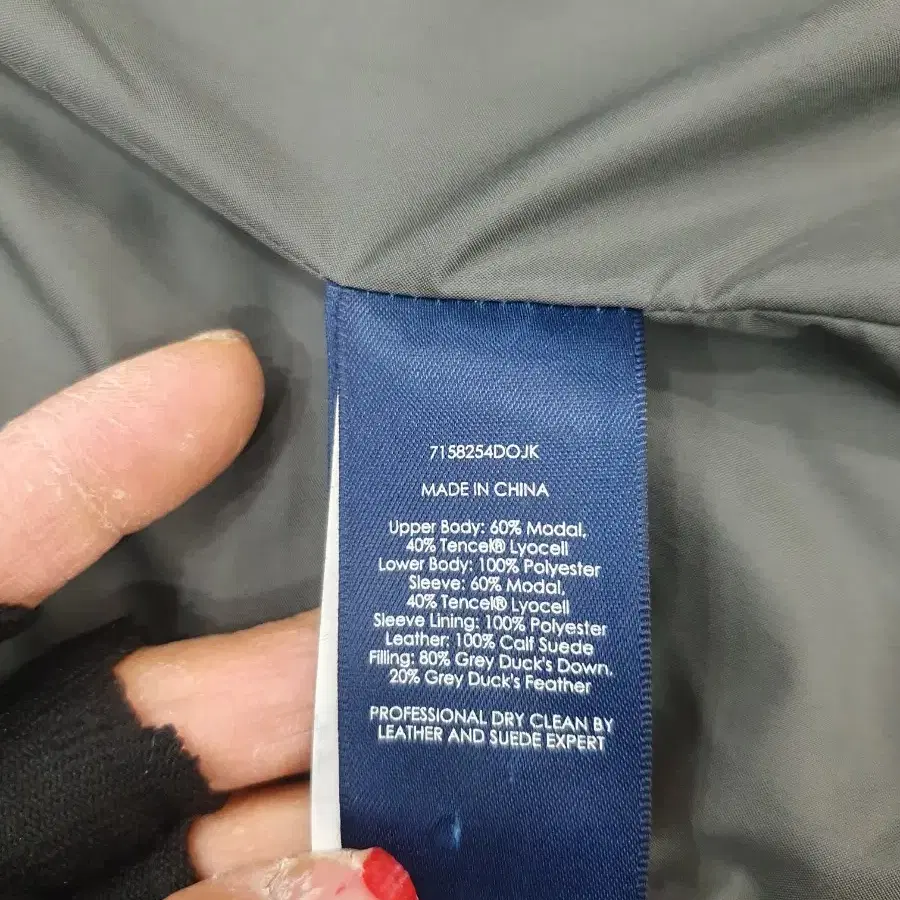 7158254DOJK
MADE IN CHINA
Upper Body: 60% Modal,
40% Tencel® Lyocell
Lower Body: 100% Polyester
Sleeve: 60% Modal,
40% Tencel® Lyocell
Sleeve Lining: 100% Polyester
Leather: 100% Calf Suede
Filling: 80% Grey Duck's Down,
20% Grey Duck's Feather
PROFESSIONAL DRY CLEAN BY
LEATHER AND SUEDE EXPERT